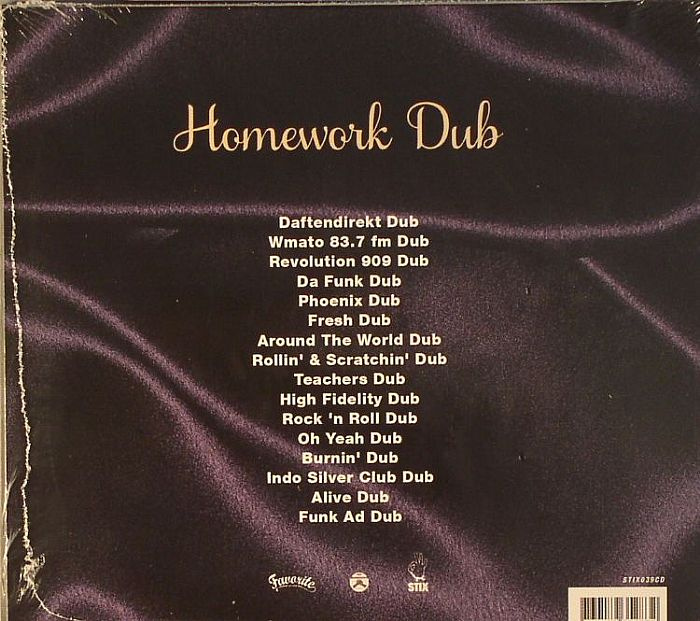 Homework Dub
Daftendirekt Dub
Wmato 83.7 fm Dub
Revolution 909 Dub
Da Funk Dub
Phoenix Dub
Fresh Dub
Around The World Dub
Rollin' & Scratchin' Dub
Teachers Dub
High Fidelity Dub
Rock 'n Roll Dub
Oh Yeah Dub
Burnin' Dub
Indo Silver Club Dub
Alive Dub
Funk Ad Dub
Favorite
STIX
STIX039CD